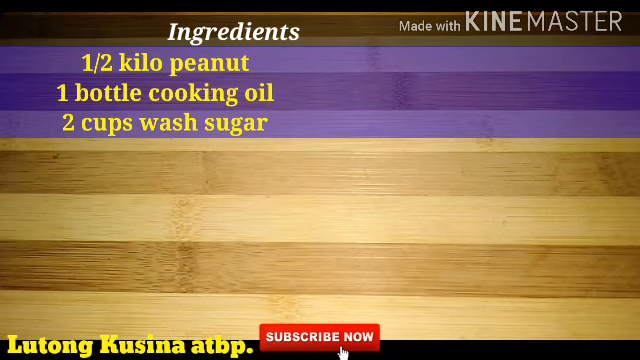 Ingredients
Made with KINEMASTER
1/2 kilo peanut
1 bottle cooking oil
2 cups wash sugar
Lutong Kusina atbp.
SUBSCRIBE NOW